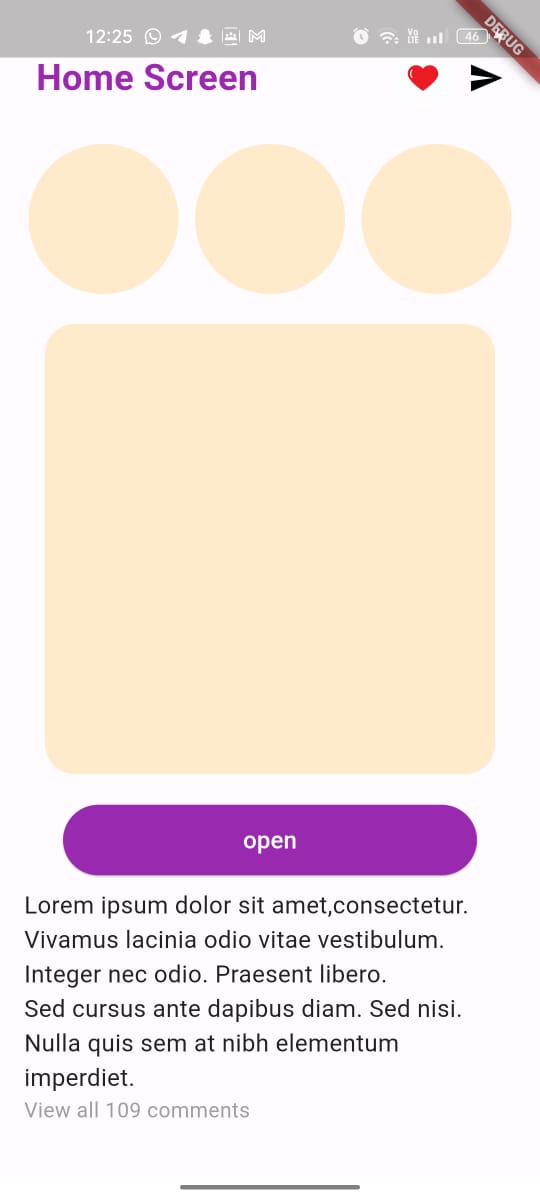 12:25
Vo
LTE
46
DEBUG
Home Screen
open
Lorem ipsum dolor sit amet,consectetur.
Vivamus lacinia odio vitae vestibulum.
Integer nec odio. Praesent libero.
Sed cursus ante dapibus diam. Sed nisi.
Nulla quis sem at nibh elementum
imperdiet.
View all 109 comments